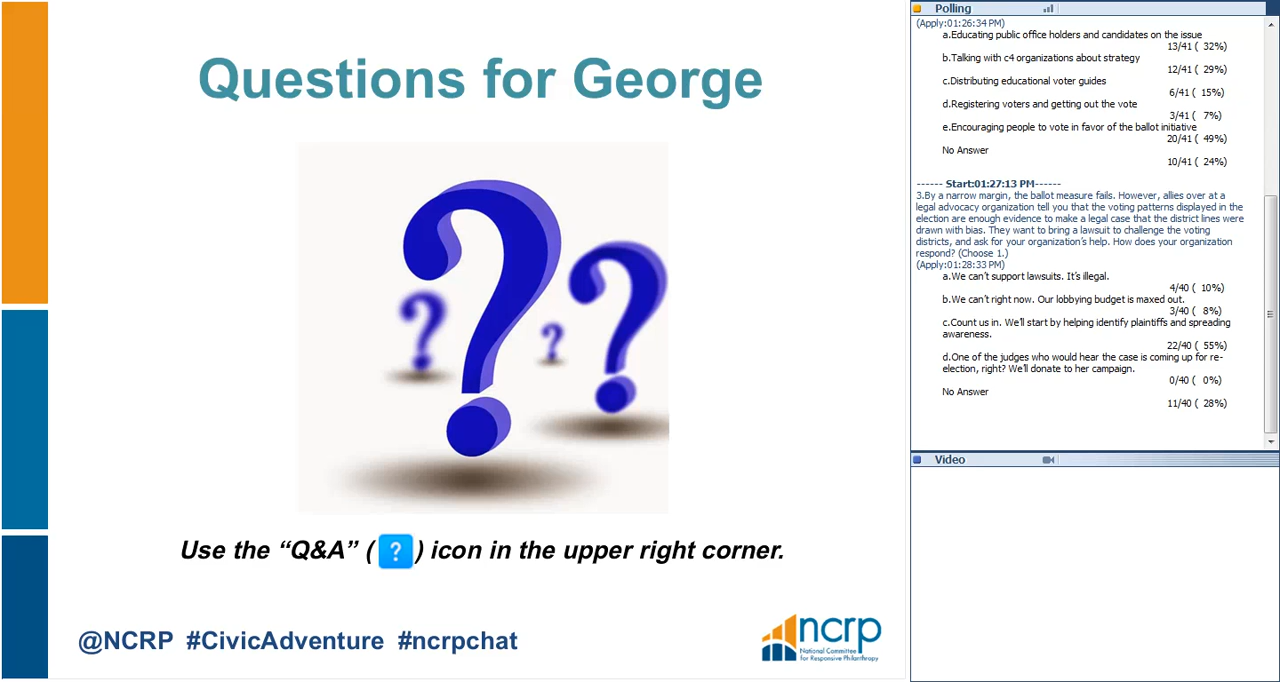 Questions for George
Use the “Q&A” ( ? ) icon in the upper right corner.
@NCRP #CivicAdventure #ncrpchat
ncrp
National Committee
for Responsive Philanthropy
Polling
(Apply:01:26:34 PM)
a.Educating public office holders and candidates on the issue
13/41 ( 32%)
b.Talking with c4 organizations about strategy
12/41 ( 29%)
c.Distributing educational voter guides
6/41 ( 15%)
d.Registering voters and getting out the vote
3/41 ( 7%)
e.Encouraging people to vote in favor of the ballot initiative
20/41 ( 49%)
No Answer
10/41 ( 24%)
------ Start:01:27:13 PM------
3.By a narrow margin, the ballot measure fails. However, allies over at a
legal advocacy organization tell you that the voting patterns displayed in the
election are enough evidence to make a legal case that the district lines were
drawn with bias. They want to bring a lawsuit to challenge the voting
districts, and ask for your organization’s help. How does your organization
respond? (Choose 1.)
(Apply:01:28:33 PM)
a.We can’t support lawsuits. It’s illegal.
4/40 ( 10%)
b.We can’t right now. Our lobbying budget is maxed out.
3/40 ( 8%)
c.Count us in. We’ll start by helping identify plaintiffs and spreading
awareness.
22/40 ( 55%)
d.One of the judges who would hear the case is coming up for re-
election, right? We’ll donate to her campaign.
0/40 ( 0%)
No Answer
11/40 ( 28%)
Video